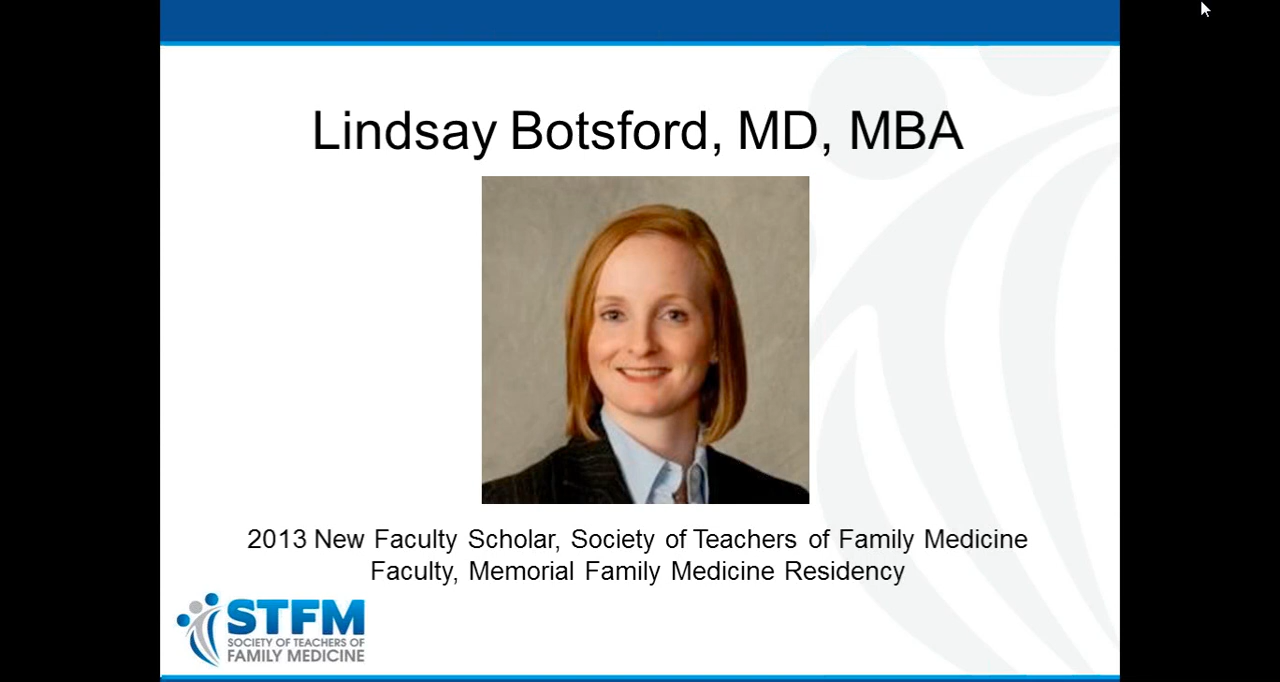 Lindsay Botsford, MD, MBA
2013 New Faculty Scholar, Society of Teachers of Family Medicine
Faculty, Memorial Family Medicine Residency
STFM
SOCIETY OF TEACHERS OF
FAMILY MEDICINE